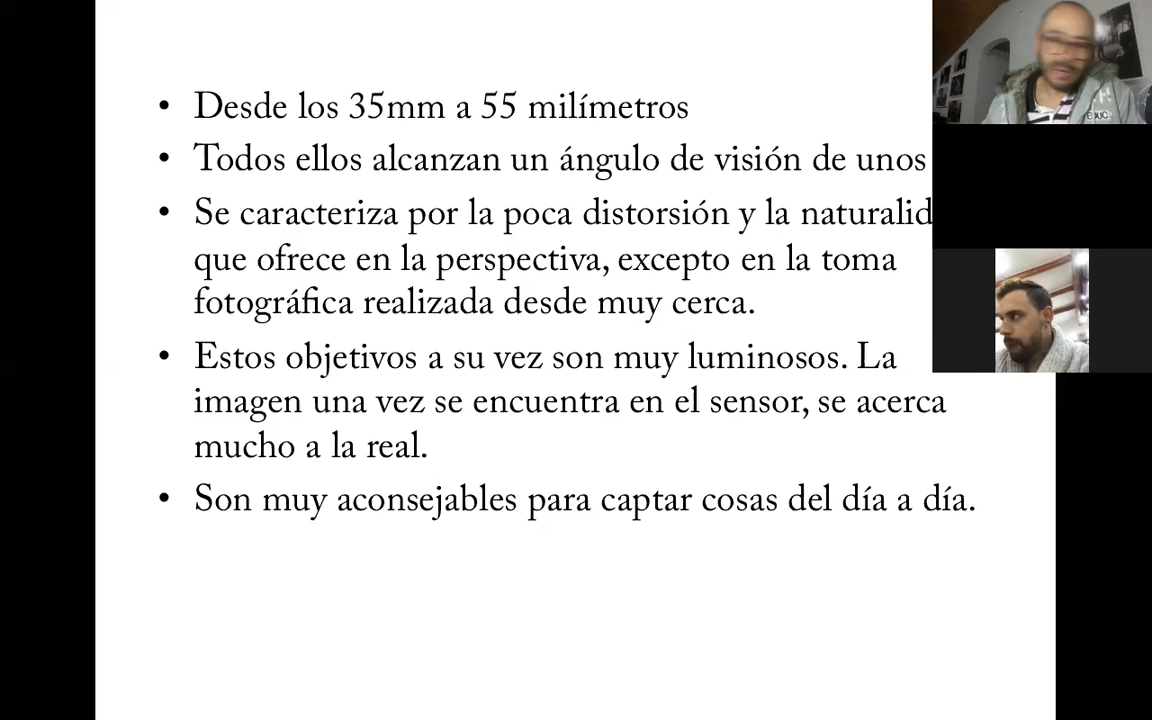 • Desde los 35mm a 55 milímetros
• Todos ellos alcanzan un ángulo de visión de unos
• Se caracteriza por la poca distorsión y la naturalid
que ofrece en la perspectiva, excepto en la toma
fotográfica realizada desde muy cerca.
• Estos objetivos a su vez son muy luminosos. La
imagen una vez se encuentra en el sensor, se acerca
mucho a la real.
• Son muy aconsejables para captar cosas del día a día.